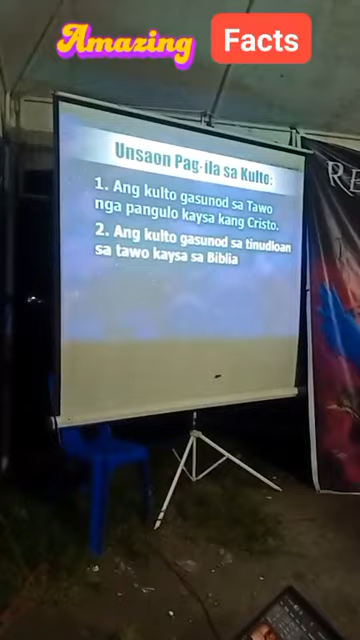 Amazing Facts
Unsaon Pag-ila sa Kulto:
1. Ang kulto gasunod sa Tawo
nga pangulo kaysa kang Cristo.
2. Ang kulto gasunod sa tinudloan
sa tawo kaysa sa Biblia
RE